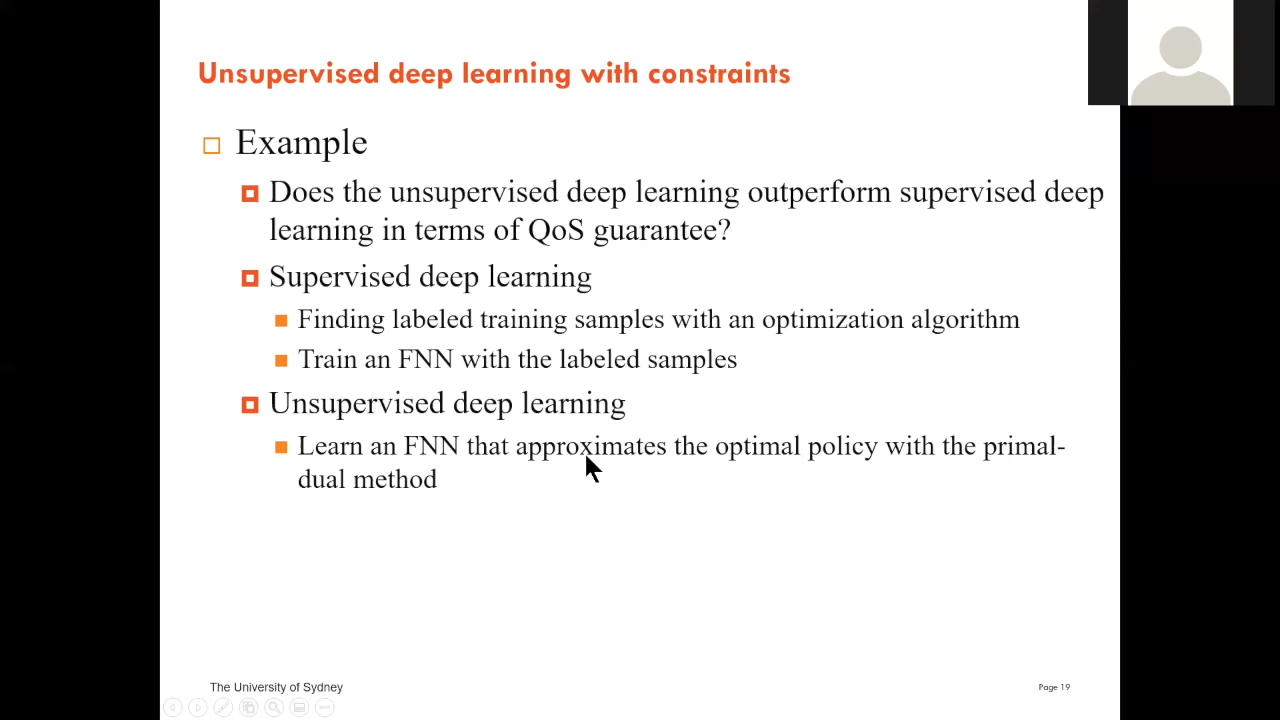 Unsupervised deep learning with constraints
Example
Does the unsupervised deep learning outperform supervised deep
learning in terms of QoS guarantee?
Supervised deep learning
Finding labeled training samples with an optimization algorithm
Train an FNN with the labeled samples
Unsupervised deep learning
Learn an FNN that approximates the optimal policy with the primal-
dual method
The University of Sydney
Page 19